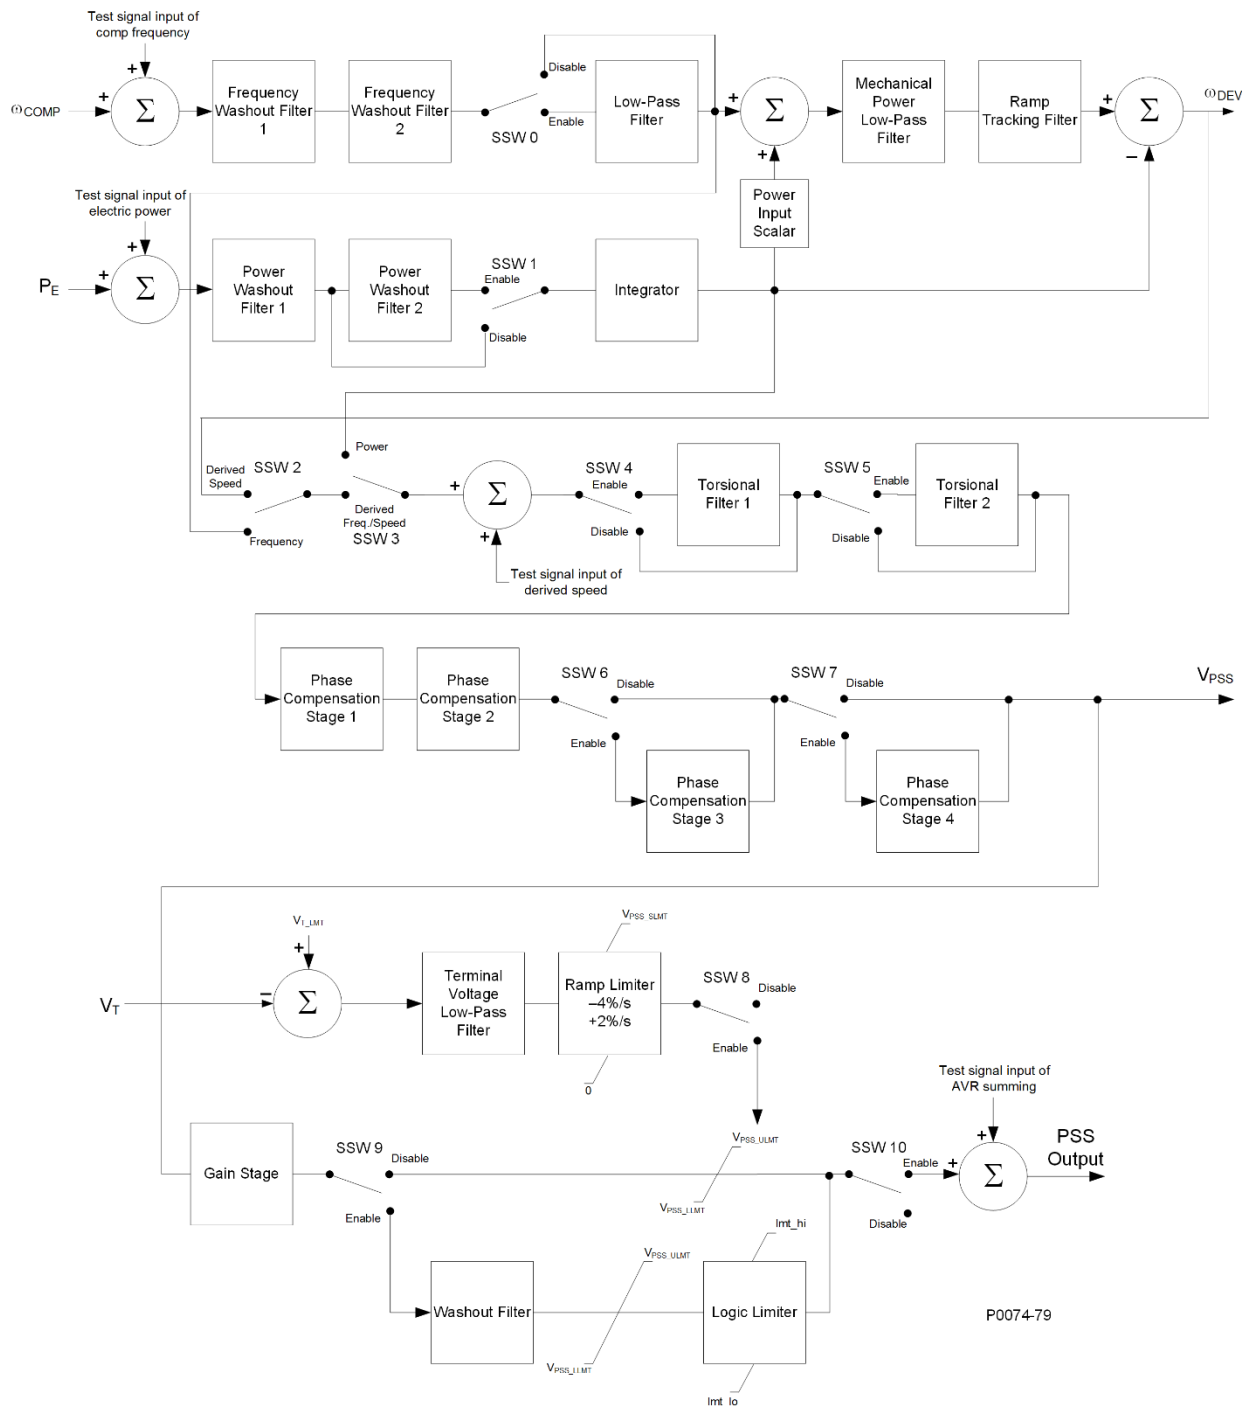 Test signal input of
comp frequency
+
ωCOMP
+
Σ
Frequency
Washout Filter
1
Frequency
Washout Filter
2
Disable
Enable
SSW 0
Low-Pass
Filter
+
Σ
+
Mechanical
Power
Low-Pass
Filter
Ramp
Tracking Filter
+
Σ
–
ωDEV
Test signal input of
electric power
+
PE
+
Σ
Power
Washout
Filter 1
Power
Washout
Filter 2
SSW 1
Enable
Disable
Integrator
Power
Input
Scalar
Derived
Speed
SSW 2
Frequency
Power
Derived
Freq./Speed
SSW 3
+
Σ
+
Test signal input of
derived speed
SSW 4
Enable
Disable
Torsional
Filter 1
SSW 5
Enable
Disable
Torsional
Filter 2
Phase
Compensation
Stage 1
Phase
Compensation
Stage 2
SSW 6
Disable
Enable
Phase
Compensation
Stage 3
SSW 7
Disable
Enable
Phase
Compensation
Stage 4
VPSS
VT_LMT
+
VT
–
Σ
Terminal
Voltage
Low-Pass
Filter
VPSS_SLMT
Ramp Limiter
–4%/s
+2%/s
0
SSW 8
Disable
Enable
Gain Stage
SSW 9
Disable
Enable
VPSS_ULMT
VPSS_LLMT
Washout Filter
VPSS_ULMT
VPSS_LLMT
lmt_hi
Logic Limiter
lmt_lo
SSW 10
Enable
Disable
Test signal input of
AVR summing
+
+
Σ
PSS
Output
P0074-79